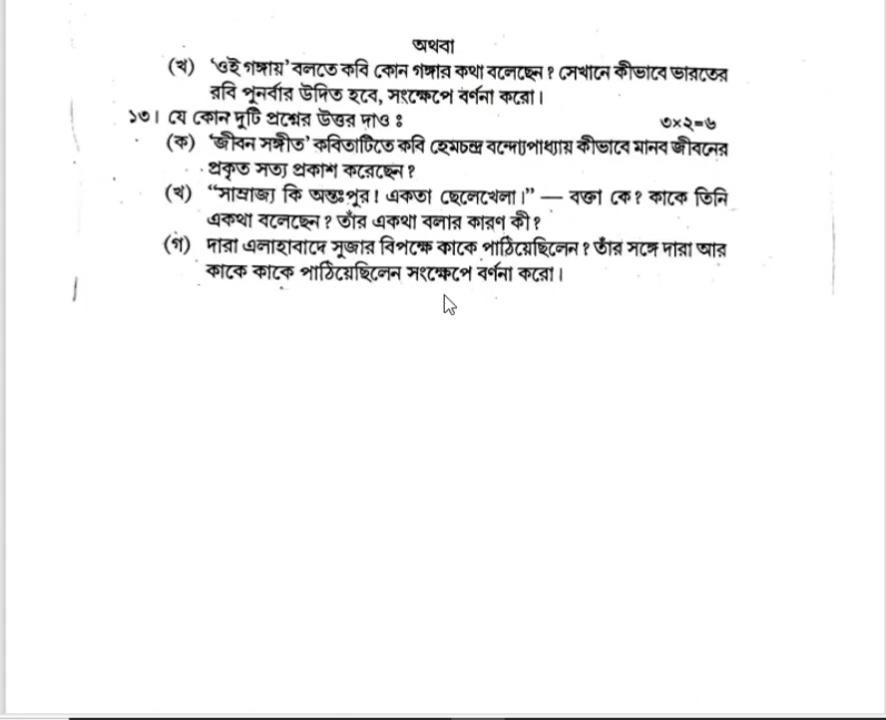 অথবা
(খ) 'ওই গঙ্গায়' বলতে কবি কোন গঙ্গার কথা বলেছেন ? সেখানে কীভাবে ভারতের
রবি পূনর্বার উদিত হবে, সংক্ষেপে বর্ণনা করো।
১৩। যে কোন দুটি প্রশ্নের উত্তর দাও ঃ ৩×২=৬
(ক) 'জীবন সঙ্গীত' কবিতাটিতে কবি হেমচন্দ্র বন্দ্যোপাধ্যায় কীভাবে মানব জীবনের
প্রকৃত সত্য প্রকাশ করেছেন ?
(খ) “সাম্রাজ্য কি অন্তঃপুর! একতা ছেলেখেলা।” — বক্তা কে? কাকে তিনি
একথা বলেছেন ? তাঁর একথা বলার কারণ কী?
(গ) দারা এলাহাবাদে সুজার বিপক্ষে কাকে পাঠিয়েছিলেন ? তাঁর সঙ্গে দারা আর
কাকে কাকে পাঠিয়েছিলেন সংক্ষেপে বর্ণনা করো।